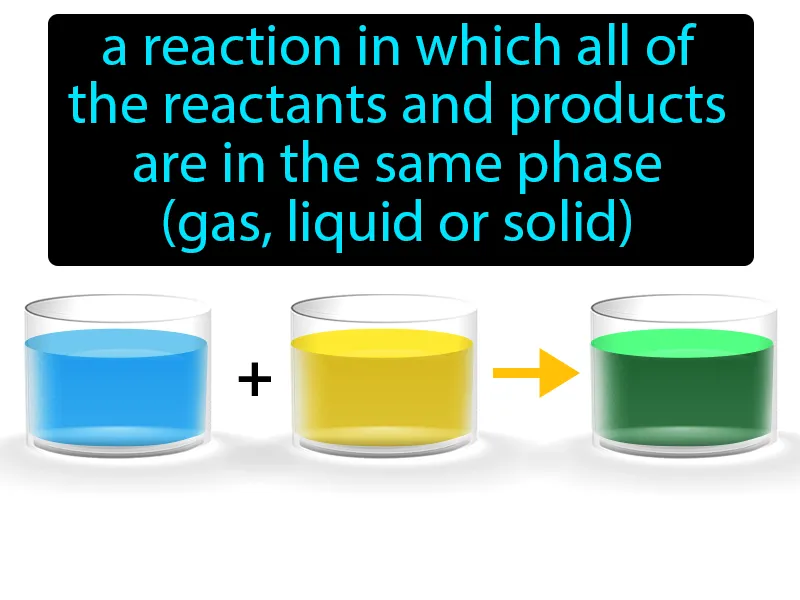 a reaction in which all of
the reactants and products
are in the same phase
(gas, liquid or solid)
+